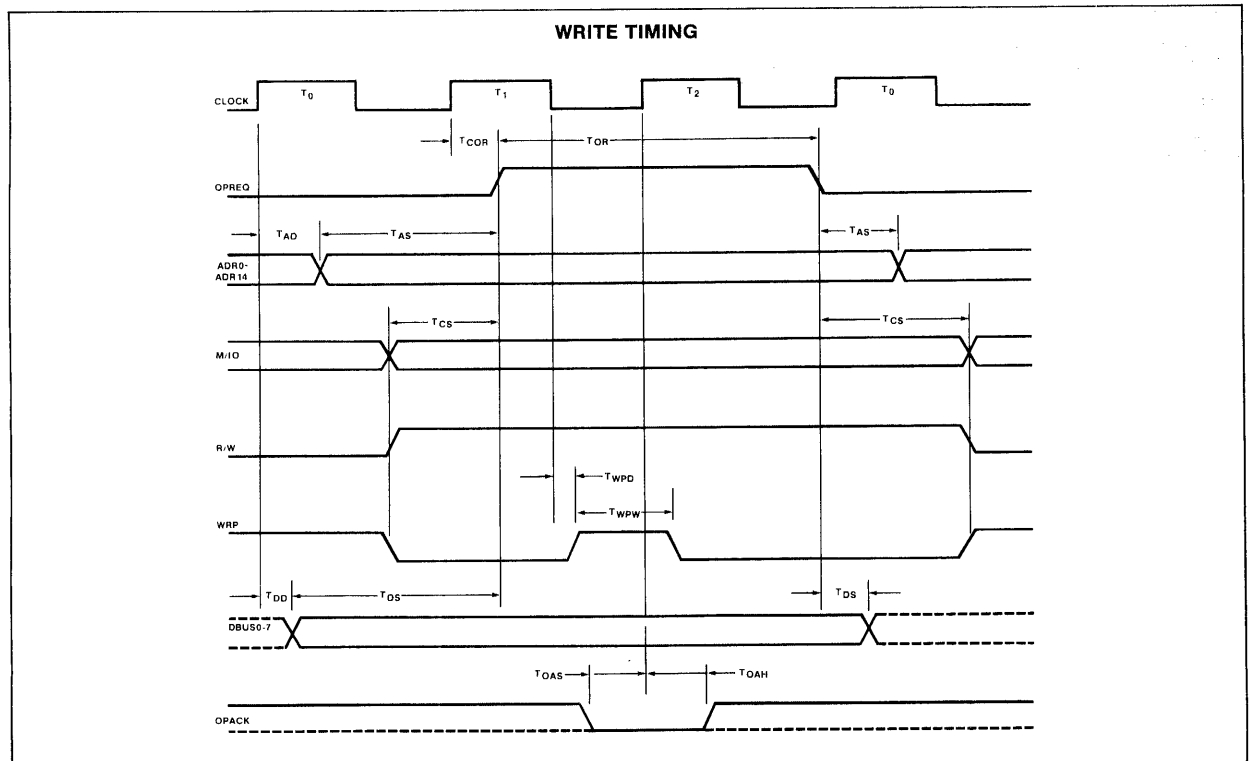 WRITE TIMING
CLOCK
T0 T1 T2 T0
TCOR TOR
OPREQ
TAD TAS TAS
ADR0-
ADR14
TCS TCS
M/IO
R/W
TWPD
TWPW
WRP
TDD TDS TDS
DBUS0-7
TOAS TOAH
OPACK